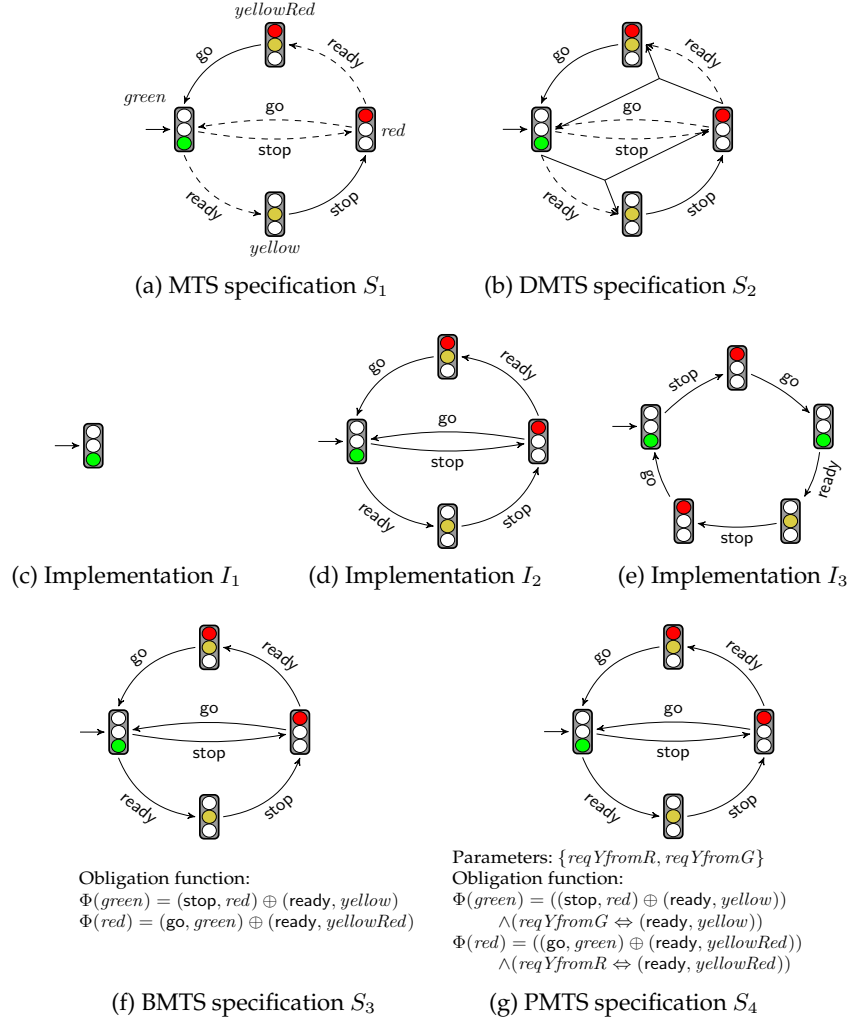 yellowRed
go
ready
green
go
red
stop
ready
stop
yellow
(a) MTS specification S₁
go
ready
go
stop
ready
stop
(b) DMTS specification S₂
(c) Implementation I₁
go
ready
go
stop
ready
stop
(d) Implementation I₂
stop
go
ready
stop
go
(e) Implementation I₃
go
ready
go
stop
ready
stop
Obligation function:
Φ(green) = (stop, red) ⊕ (ready, yellow)
Φ(red) = (go, green) ⊕ (ready, yellowRed)
(f) BMTS specification S₃
go
ready
go
stop
ready
stop
Parameters: {reqYfromR, reqYfromG}
Obligation function:
Φ(green) = ((stop, red) ⊕ (ready, yellow))
∧(reqYfromG ⇔ (ready, yellow))
Φ(red) = ((go, green) ⊕ (ready, yellowRed))
∧(reqYfromR ⇔ (ready, yellowRed))
(g) PMTS specification S₄